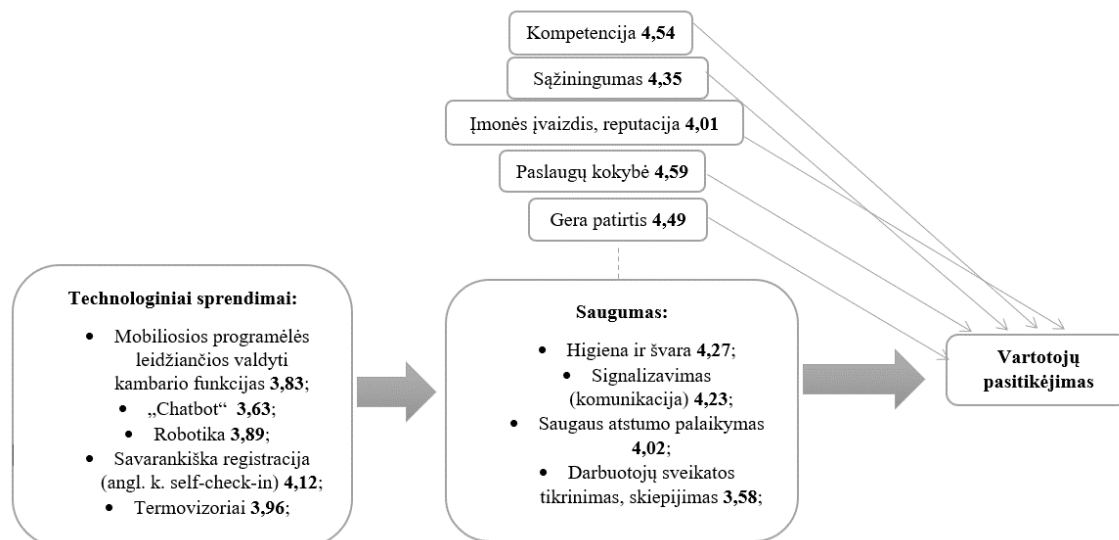 Kompetencija 4,54
Sąžiningumas 4,35
Įmonės įvaizdis, reputacija 4,01
Paslaugų kokybė 4,59
Gera patirtis 4,49
Technologiniai sprendimai:
• Mobiliosios programėlės
leidžiančios valdyti
kambario funkcijas 3,83;
• „Chatbot“ 3,63;
• Robotika 3,89;
• Savarankiška registracija
(angl. k. self-check-in) 4,12;
• Termovizoriai 3,96;
Saugumas:
• Higiena ir švara 4,27;
• Signalizavimas
(komunikacija) 4,23;
• Saugaus atstumo palaikymas
4,02;
• Darbuotojų sveikatos
tikrinimas, skiepijimas 3,58;
Vartotojų
pasitikėjimas